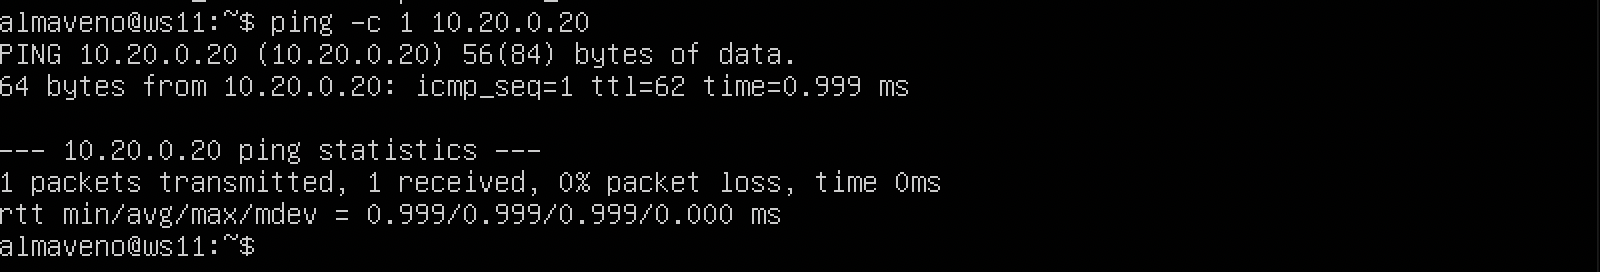 almaveno@ws11:~$ ping -c 1 10.20.0.20
PING 10.20.0.20 (10.20.0.20) 56(84) bytes of data.
64 bytes from 10.20.0.20: icmp_seq=1 ttl=62 time=0.999 ms

--- 10.20.0.20 ping statistics ---
1 packets transmitted, 1 received, 0% packet loss, time 0ms
rtt min/avg/max/mdev = 0.999/0.999/0.999/0.000 ms
almaveno@ws11:~$